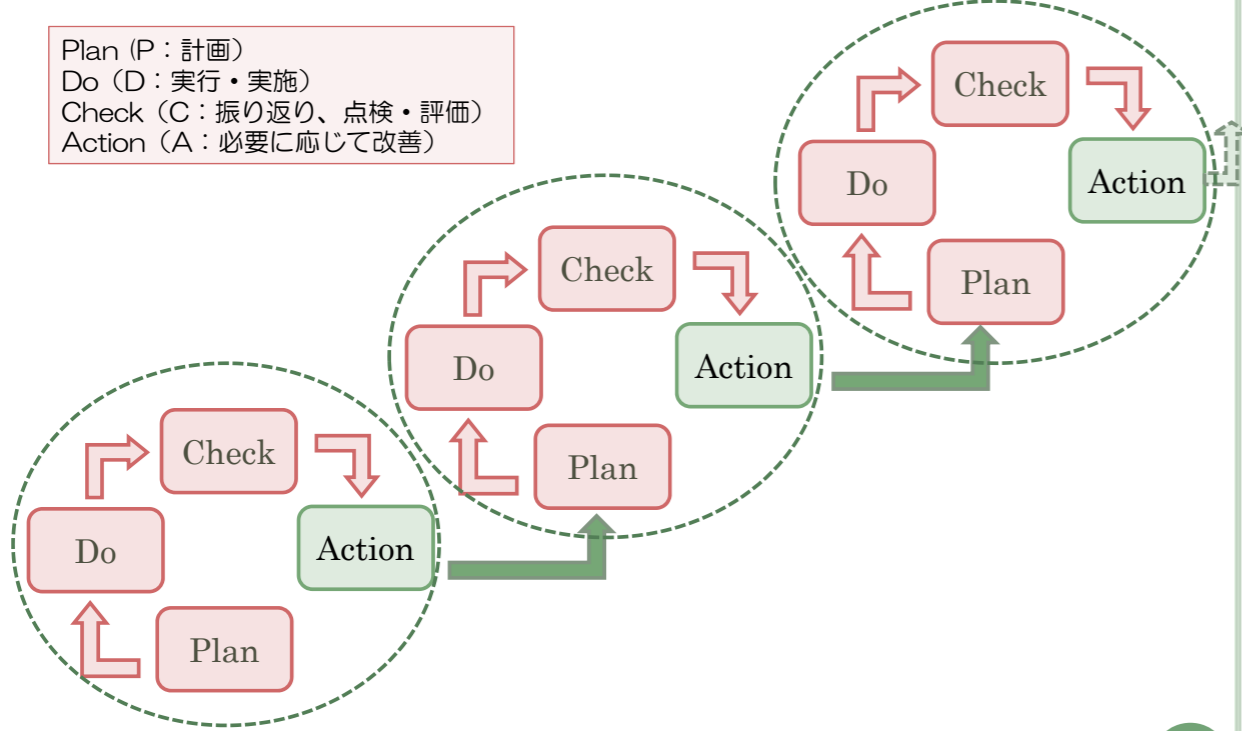 Plan (P：計画）
Do（D：実行・実施）
Check（C：振り返り、点検・評価）
Action（A：必要に応じて改善）
Check
Do
Action
Plan
Check
Do
Action
Plan
Check
Do
Action
Plan